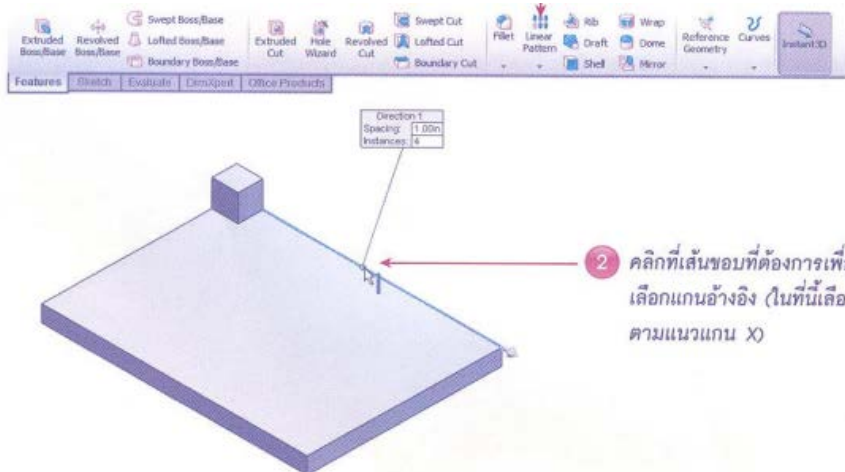 Extruded Boss/Base
Revolved Boss/Base
Swept Boss/Base
Lofted Boss/Base
Boundary Boss/Base
Extruded Cut
Hole Wizard
Revolved Cut
Swept Cut
Lofted Cut
Boundary Cut
Fillet
Linear Pattern
Rib
Draft
Shell
Wrap
Dome
Mirror
Reference Geometry
Curves
Instant3D
Features Sketch Evaluate DimXpert Office Products
Direction 1
Spacing: 1.00in
Instances: 4
2 คลิกที่เส้นขอบที่ต้องการเพื่
เลือกแกนอ้างอิง (ในที่นี้เลือ
ตามแนวแกน X)